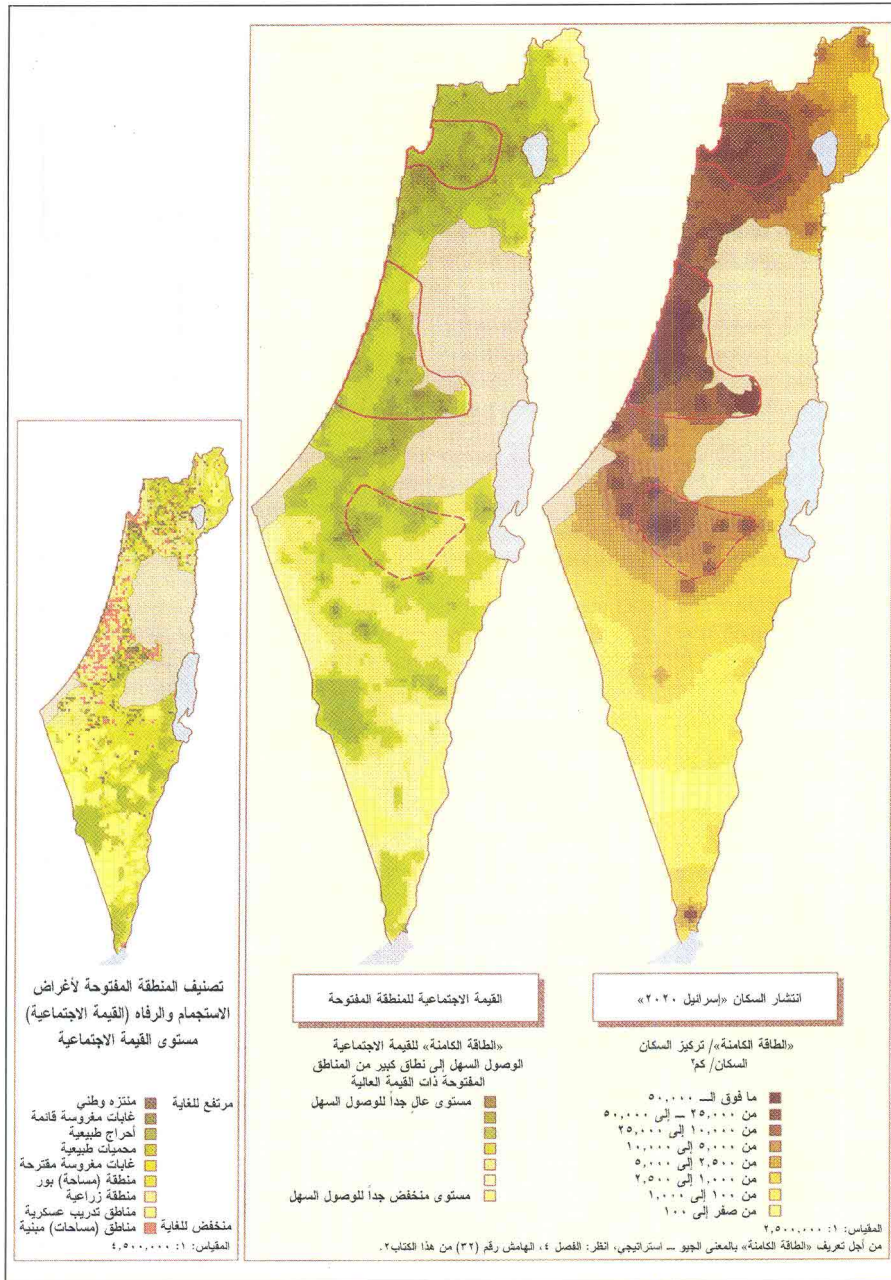 انتشار السكان «إسرائيل ٢٠٢٠»
«الطاقة الكامنة»/ تركيز السكان
السكان/ كم٢
ما فوق الـــ ٥٠,٠٠٠
من ٢٥,٠٠٠ ــ إلى ٥٠,٠٠٠
من ١٠,٠٠٠ إلى ٢٥,٠٠٠
من ٥,٠٠٠ إلى ١٠,٠٠٠
من ٢,٥٠٠ إلى ٥,٠٠٠
من ١,٠٠٠ إلى ٢,٥٠٠
من ١٠٠ إلى ١,٠٠٠
من صفر إلى ١٠٠
المقياس: ١: ٢,٥٠٠,٠٠٠
القيمة الاجتماعية للمنطقة المفتوحة
«الطاقة الكامنة» للقيمة الاجتماعية
الوصول السهل إلى نطاق كبير من المناطق
المفتوحة ذات القيمة العالية
مستوى عالٍ جداً للوصول السهل
مستوى منخفض جداً للوصول السهل
تصنيف المنطقة المفتوحة لأغراض
الاستجمام والرفاه (القيمة الاجتماعية)
مستوى القيمة الاجتماعية
مرتفع للغاية منتزه وطني
غابات مغروسة قائمة
أحراج طبيعية
محميات طبيعية
غابات مغروسة مقترحة
منطقة (مساحة) بور
منطقة زراعية
مناطق تدريب عسكرية
منخفض للغاية مناطق (مساحات) مبنية
المقياس: ١: ٤,٥٠٠,٠٠٠
من أجل تعريف «الطاقة الكامنة» بالمعنى الجيو ــ استراتيجي، انظر: الفصل ٤، الهامش رقم (٣٢) من هذا الكتاب٢.